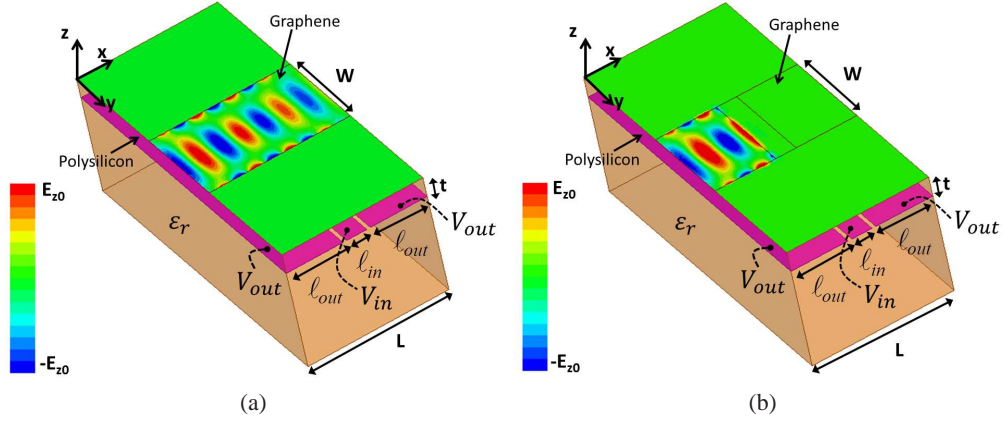 Graphene
z
x
y
W
Polysilicon
E_z0
-E_z0
ε_r
t
V_out
V_out
ℓ_out
ℓ_in
ℓ_out
V_in
L
(a)
Graphene
z
x
y
W
Polysilicon
E_z0
-E_z0
ε_r
t
V_out
V_out
ℓ_out
ℓ_in
ℓ_out
V_in
L
(b)